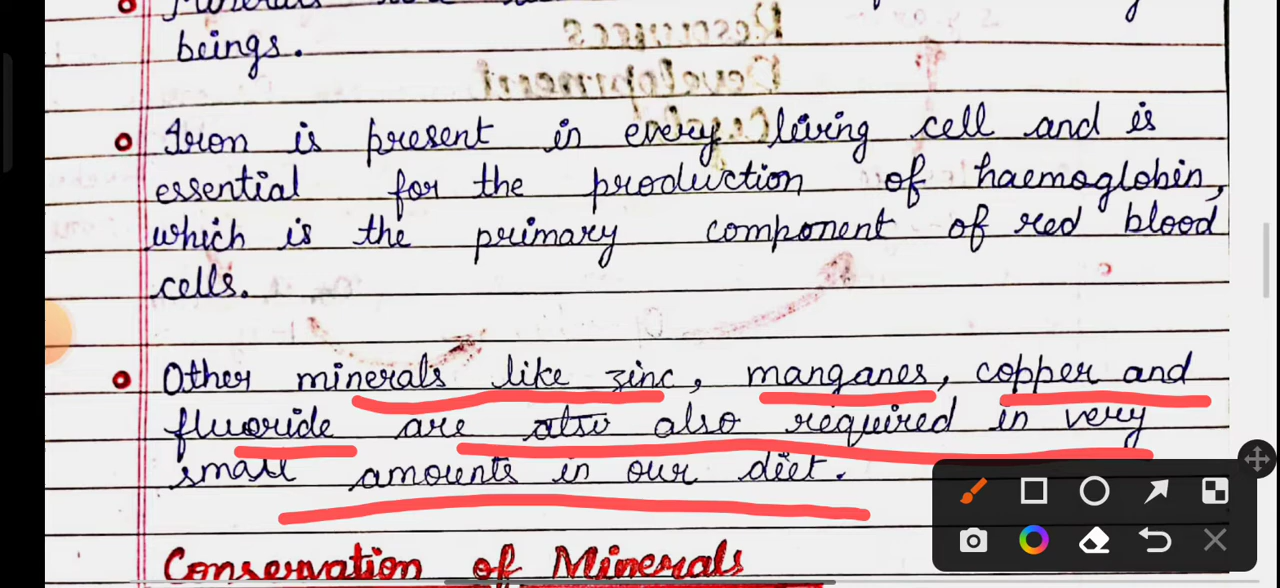 beings.
Iron is present in every living cell and is
essential for the production of haemoglobin,
which is the primary component of red blood
cells.
Other minerals like zinc, manganes, copper and
fluoride are also also required in very
small amounts in our diet.
Conservation of Minerals